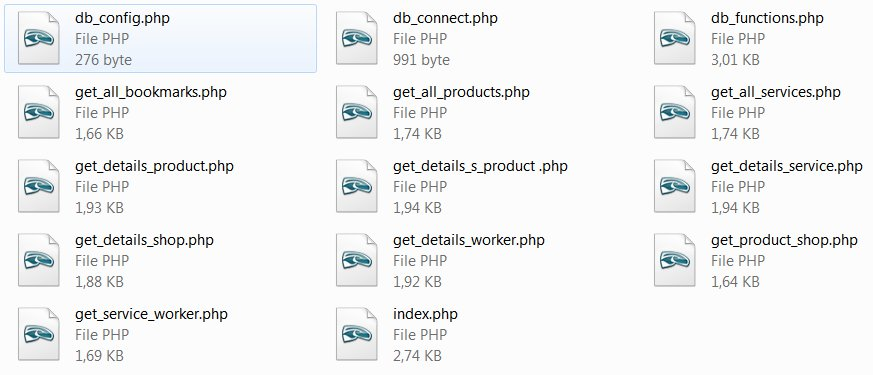 db_config.php
File PHP
276 byte
db_connect.php
File PHP
991 byte
db_functions.php
File PHP
3,01 KB
get_all_bookmarks.php
File PHP
1,66 KB
get_all_products.php
File PHP
1,74 KB
get_all_services.php
File PHP
1,74 KB
get_details_product.php
File PHP
1,93 KB
get_details_s_product .php
File PHP
1,94 KB
get_details_service.php
File PHP
1,94 KB
get_details_shop.php
File PHP
1,88 KB
get_details_worker.php
File PHP
1,92 KB
get_product_shop.php
File PHP
1,64 KB
get_service_worker.php
File PHP
1,69 KB
index.php
File PHP
2,74 KB